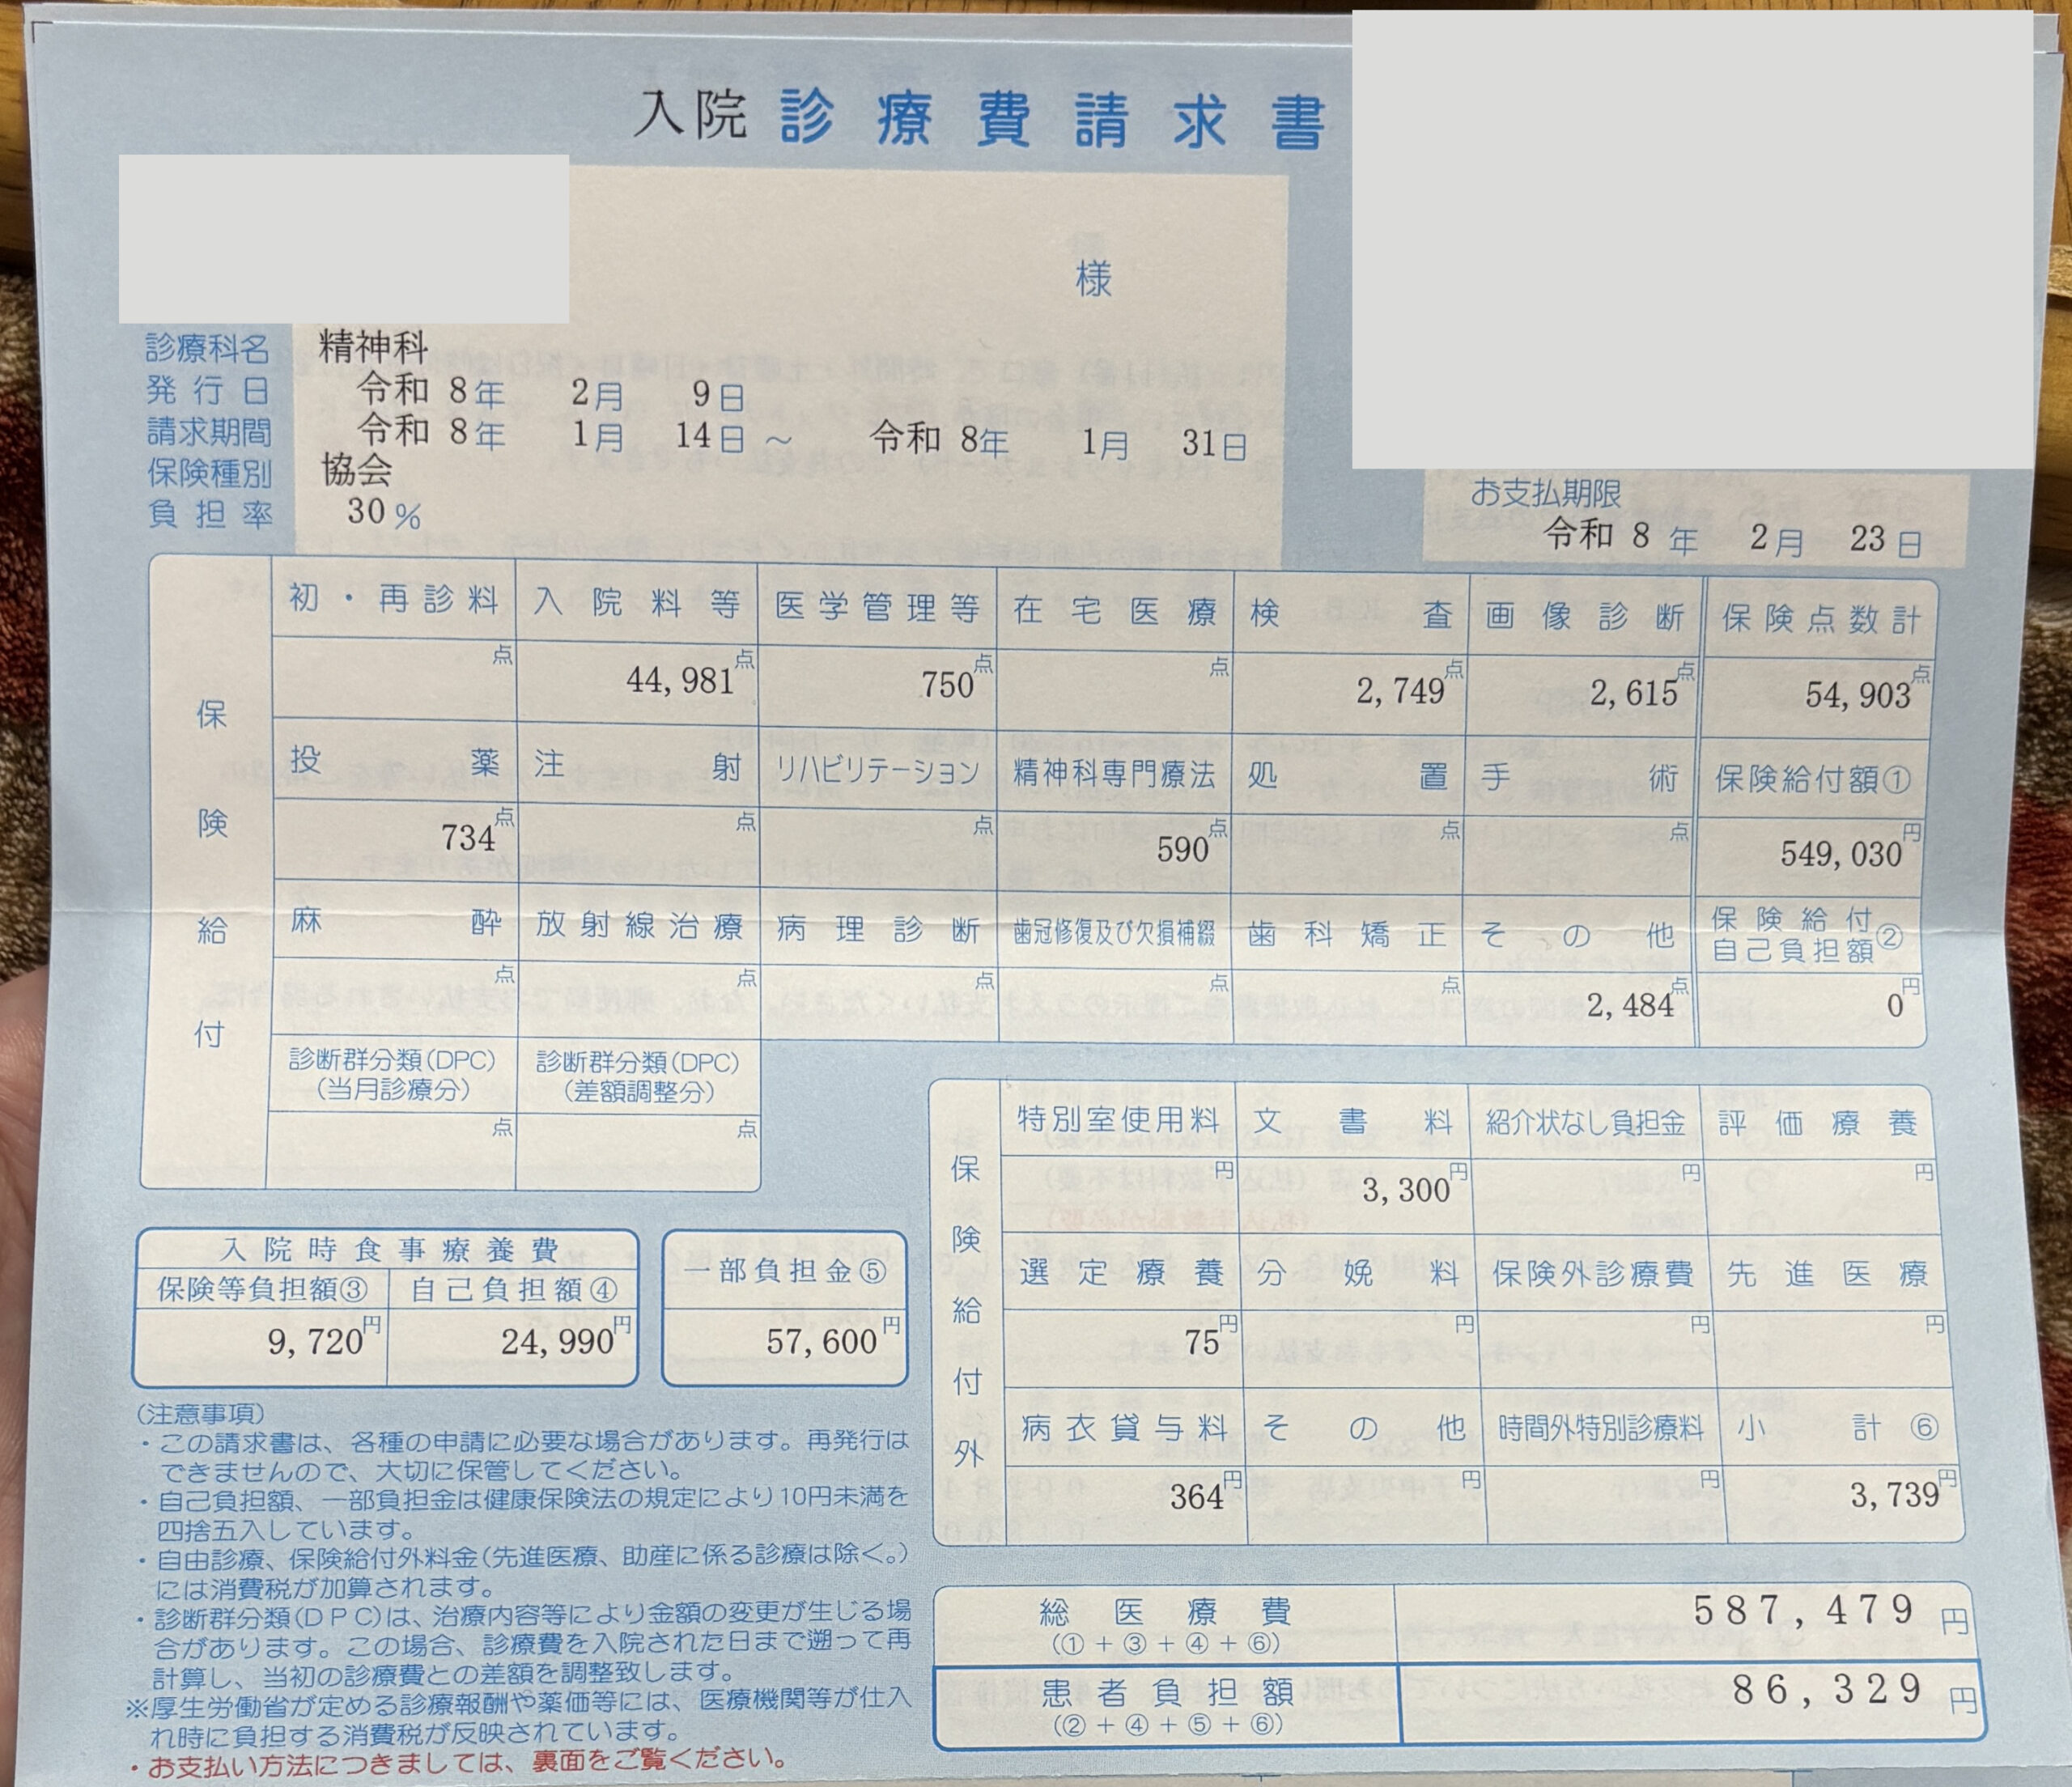 入院 診療費請求書
様
診療科名 精神科
発行日 令和 8年 2月 9日
請求期間 令和 8年 1月 14日 ～ 令和 8年 1月 31日
保険種別 協会
負担率 30%
お支払期限
令和 8 年 2月 23日
保険給付
初・再診料 入院料等 医学管理等 在宅医療 検査 画像診断 保険点数計
点 44,981点 750点 点 2,749点 2,615点 54,903点
投薬 注射 リハビリテーション 精神科専門療法 処置 手術 保険給付額①
734点 点 点 590点 点 点 549,030円
麻酔 放射線治療 病理診断 歯冠修復及び欠損補綴 歯科矯正 その他 保険給付自己負担額②
点 点 点 点 点 2,484点 0円
診断群分類(DPC) 診断群分類(DPC)
(当月診療分) (差額調整分)
点 点
入院時食事療養費
保険等負担額③ 自己負担額④ 一部負担金⑤
9,720円 24,990円 57,600円
保険給付外
特別室使用料 文書料 紹介状なし負担金 評価療養
円 3,300円 円 円
選定療養 分娩料 保険外診療費 先進医療
75円 円 円 円
病衣貸与料 その他 時間外特別診療料 小計⑥
364円 円 円 3,739円
(注意事項)
・この請求書は、各種の申請に必要な場合があります。再発行は
できませんので、大切に保管してください。
・自己負担額、一部負担金は健康保険法の規定により10円未満を
四捨五入しています。
・自由診療、保険給付外料金(先進医療、助産に係る診療は除く。)
には消費税が加算されます。
・診断群分類(DPC)は、治療内容等により金額の変更が生じる場
合があります。この場合、診療費を入院された日まで遡って再
計算し、当初の診療費との差額を調整致します。
※厚生労働省が定める診療報酬や薬価等には、医療機関等が仕入
れ時に負担する消費税が反映されています。
・お支払い方法につきましては、裏面をご覧ください。
総医療費 587,479 円
(①+③+④+⑥)
患者負担額 86,329 円
(②+④+⑤+⑥)